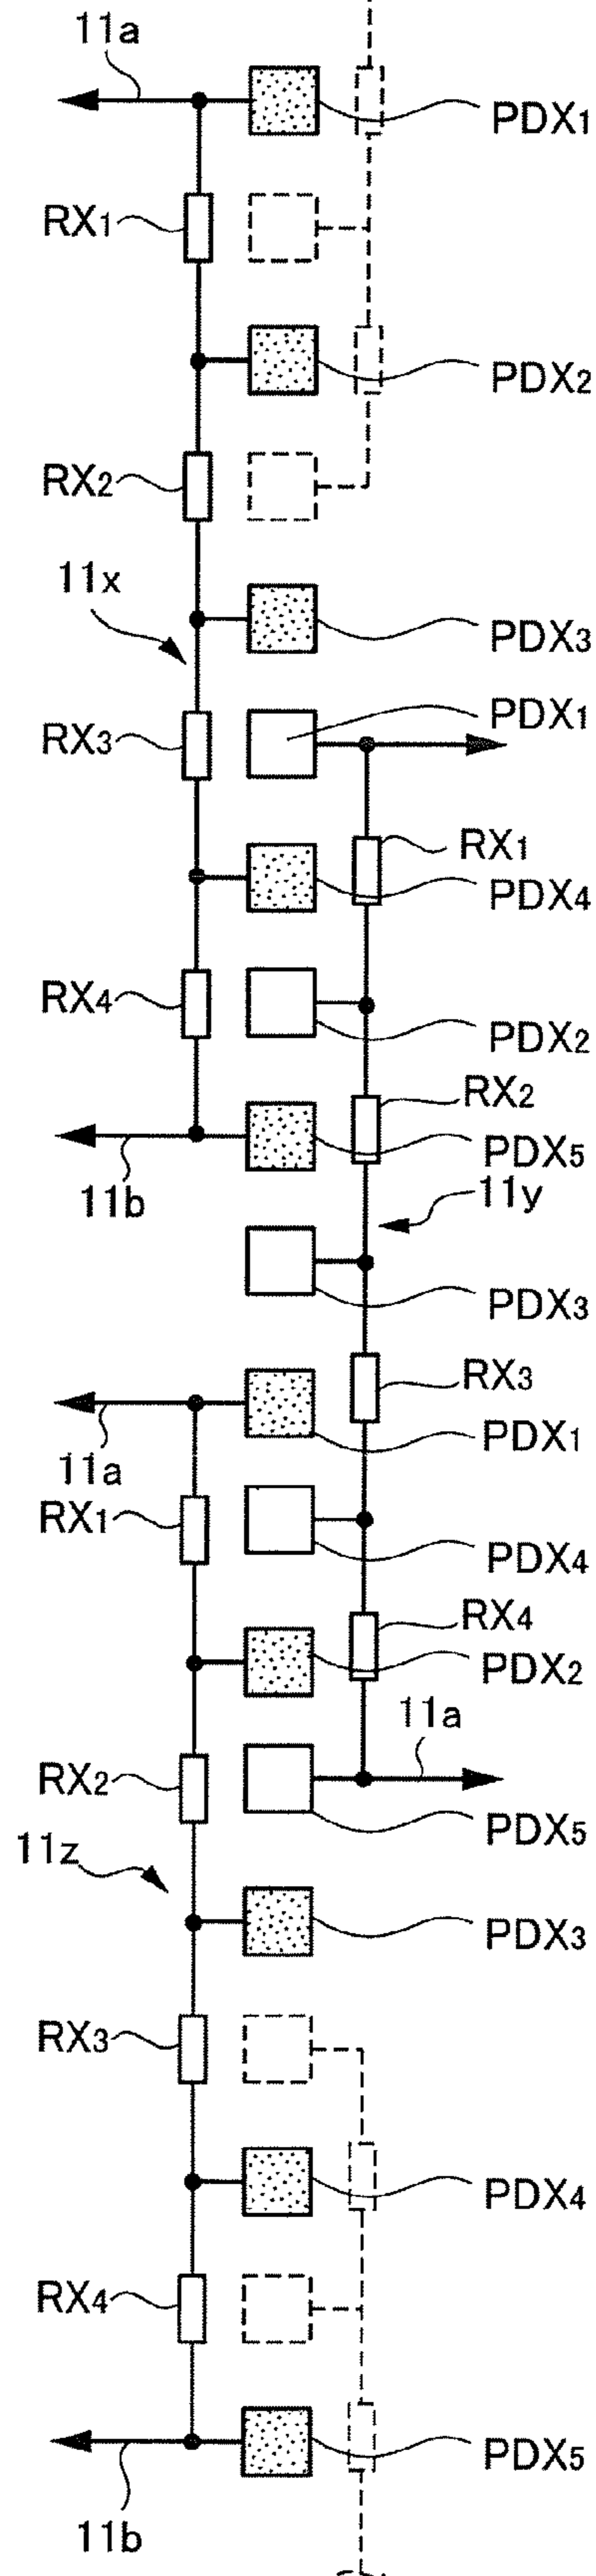 11a
PDX1
RX1
PDX2
RX2
11x
PDX3
PDX1
RX3
RX1
PDX4
RX4
PDX2
RX2
PDX5
11b
11y
PDX3
RX3
PDX1
11a
RX1
PDX4
RX4
PDX2
11a
RX2
PDX5
11z
PDX3
RX3
PDX4
RX4
PDX5
11b